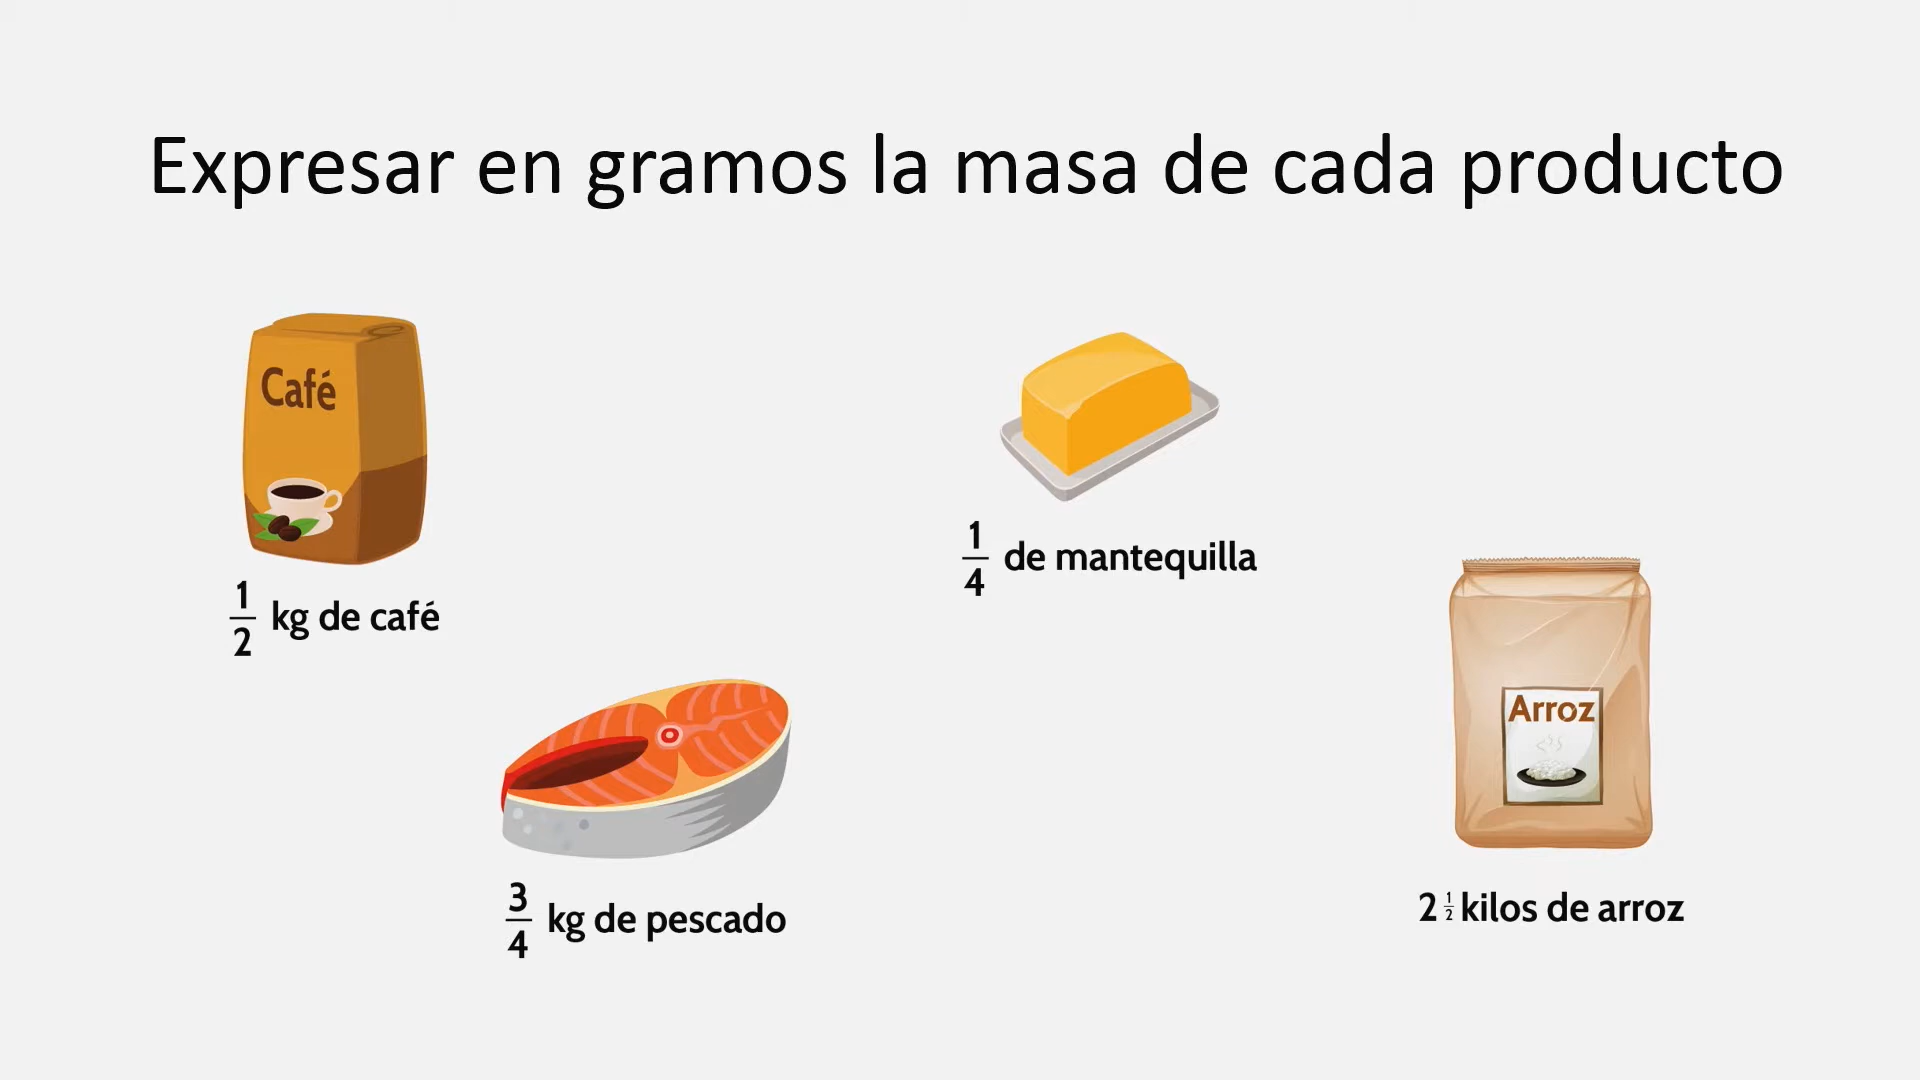 Expresar en gramos la masa de cada producto
Café
1/2 kg de café
1/4 de mantequilla
3/4 kg de pescado
Arroz
2 1/2 kilos de arroz